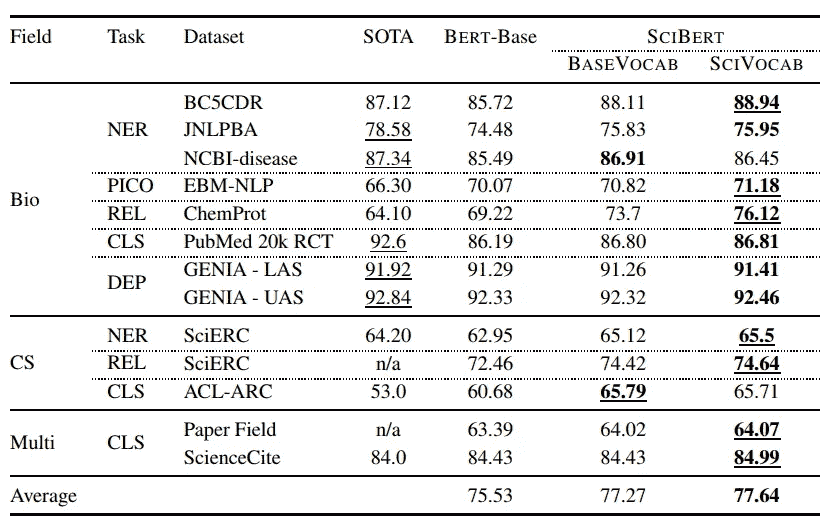 Field Task Dataset SOTA BERT-Base SCIBERT
BASEVOCAB SCIVOCAB
BC5CDR 87.12 85.72 88.11 88.94
NER JNLPBA 78.58 74.48 75.83 75.95
NCBI-disease 87.34 85.49 86.91 86.45
Bio PICO EBM-NLP 66.30 70.07 70.82 71.18
REL ChemProt 64.10 69.22 73.7 76.12
CLS PubMed 20k RCT 92.6 86.19 86.80 86.81
DEP GENIA - LAS 91.92 91.29 91.26 91.41
GENIA - UAS 92.84 92.33 92.32 92.46
NER SciERC 64.20 62.95 65.12 65.5
CS REL SciERC n/a 72.46 74.42 74.64
CLS ACL-ARC 53.0 60.68 65.79 65.71
Multi CLS Paper Field n/a 63.39 64.02 64.07
ScienceCite 84.0 84.43 84.43 84.99
Average 75.53 77.27 77.64